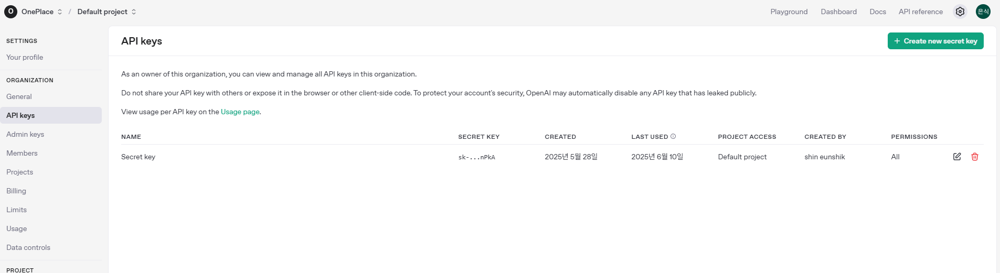 O OnePlace / Default project Playground Dashboard Docs API reference 은식
SETTINGS
Your profile
ORGANIZATION
General
API keys
Admin keys
Members
Projects
Billing
Limits
Usage
Data controls
PROJECT
API keys
+ Create new secret key
As an owner of this organization, you can view and manage all API keys in this organization.
Do not share your API key with others or expose it in the browser or other client-side code. To protect your account's security, OpenAI may automatically disable any API key that has leaked publicly.
View usage per API key on the Usage page.
NAME SECRET KEY CREATED LAST USED PROJECT ACCESS CREATED BY PERMISSIONS
Secret key sk-...nPkA 2025년 5월 28일 2025년 6월 10일 Default project shin eunshik All